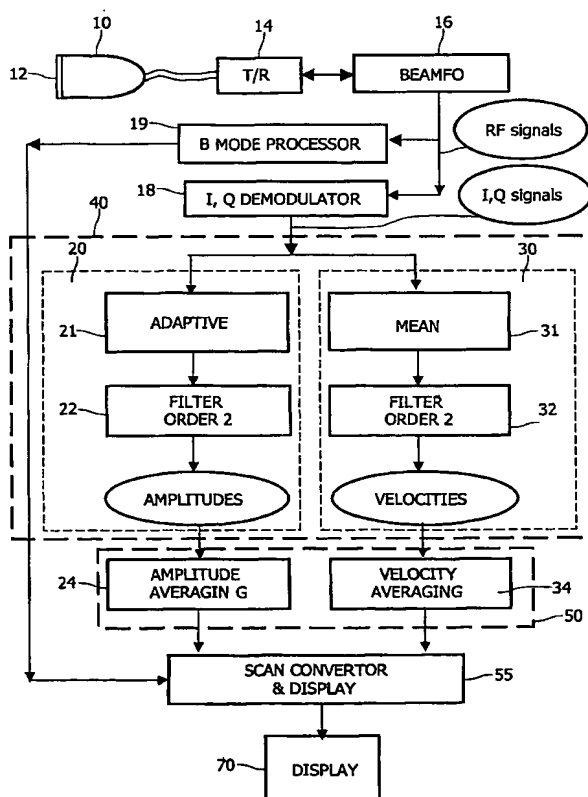 10
14
16
12
T/R
BEAMFO
19
B MODE PROCESSOR
RF signals
18
I, Q DEMODULATOR
I,Q signals
40
20
30
21
ADAPTIVE
MEAN
31
22
FILTER
ORDER 2
FILTER
ORDER 2
32
AMPLITUDES
VELOCITIES
24
AMPLITUDE
AVERAGIN G
VELOCITY
AVERAGING
34
50
SCAN CONVERTOR
& DISPLAY
55
70
DISPLAY